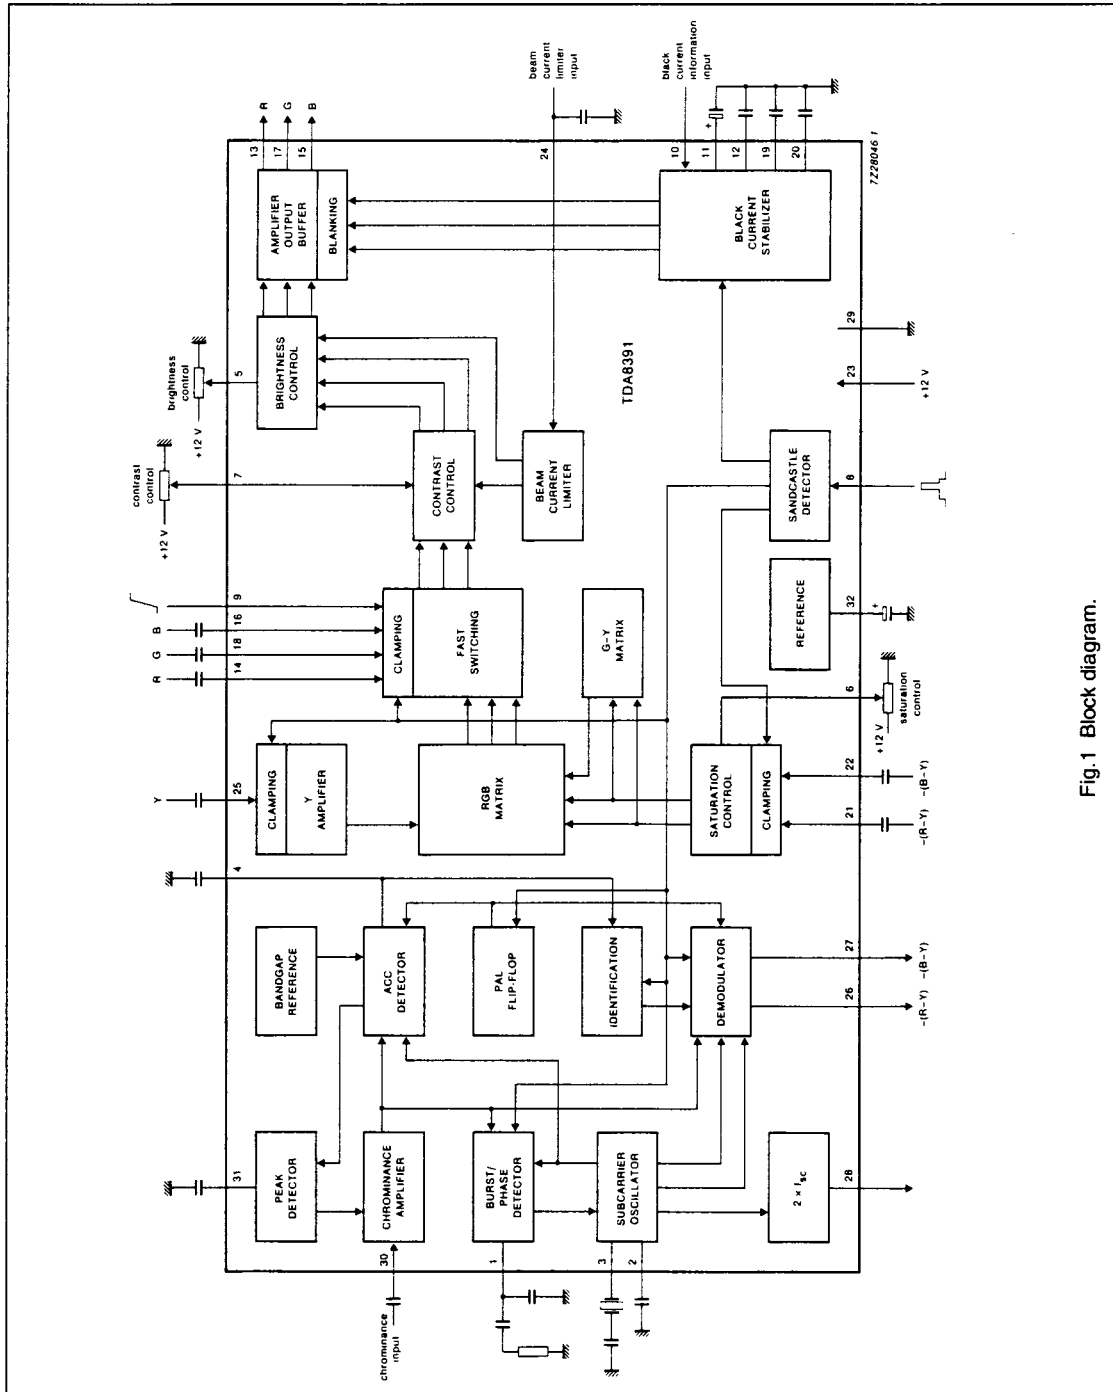 chrominance
input
30
PEAK
DETECTOR
31
CHROMINANCE
AMPLIFIER
BURST/
PHASE
DETECTOR
1
SUBCARRIER
OSCILLATOR
3
2
2 × fsc
28
BANDGAP
REFERENCE
ACC
DETECTOR
PAL
FLIP-FLOP
IDENTIFICATION
DEMODULATOR
4
26
27
-(R-Y)
-(B-Y)
Y
25
CLAMPING
Y
AMPLIFIER
RGB
MATRIX
SATURATION
CONTROL
CLAMPING
21
22
-(R-Y)
-(B-Y)
+12 V
saturation
control
6
R
G
B
14
18
16
9
CLAMPING
FAST
SWITCHING
G-Y
MATRIX
REFERENCE
32
+
+12 V
contrast
control
7
CONTRAST
CONTROL
BEAM
CURRENT
LIMITER
SANDCASTLE
DETECTOR
8
+12 V
brightness
control
5
BRIGHTNESS
CONTROL
TDA8391
23
+12 V
29
AMPLIFIER
OUTPUT
BUFFER
BLANKING
BLACK
CURRENT
STABILIZER
13
17
15
R
G
B
24
beam
current
limiter
input
10
black
current
information
input
11
+
12
19
20
7Z28046 1
Fig.1 Block diagram.